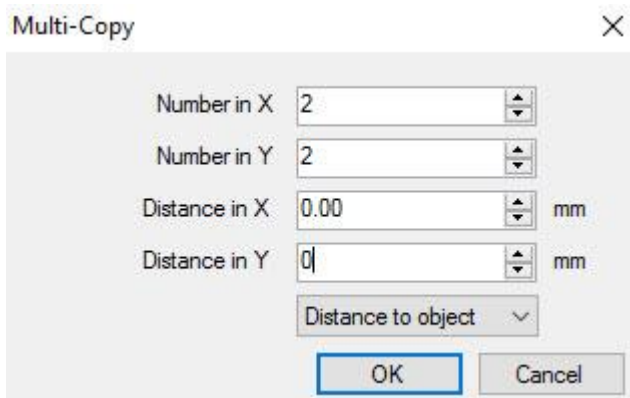 Multi-Copy
Number in X 2
Number in Y 2
Distance in X 0.00 mm
Distance in Y 0 mm
Distance to object
OK Cancel